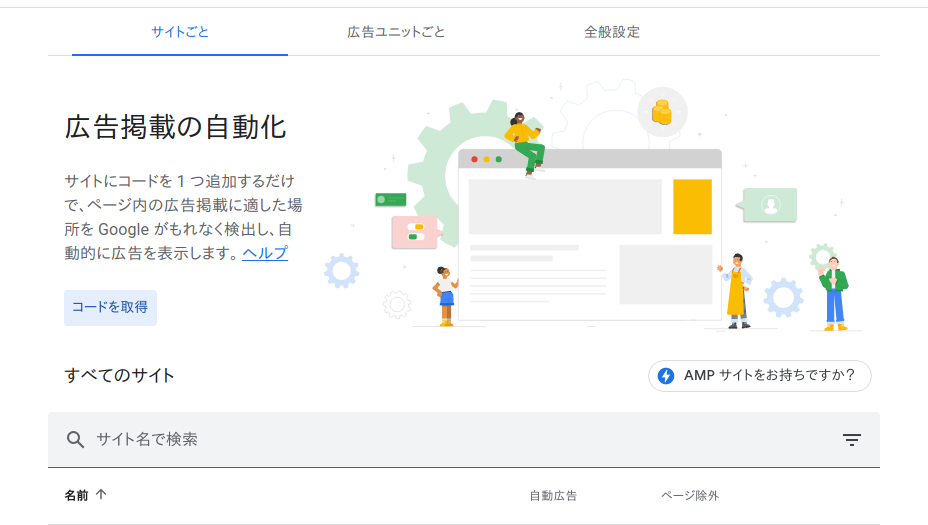 サイトごと 広告ユニットごと 全般設定
広告掲載の自動化
サイトにコードを 1 つ追加するだけ
で、ページ内の広告掲載に適した場
所を Google がもれなく検出し、自
動的に広告を表示します。ヘルプ
コードを取得
すべてのサイト
AMP サイトをお持ちですか？
サイト名で検索
名前 自動広告 ページ除外